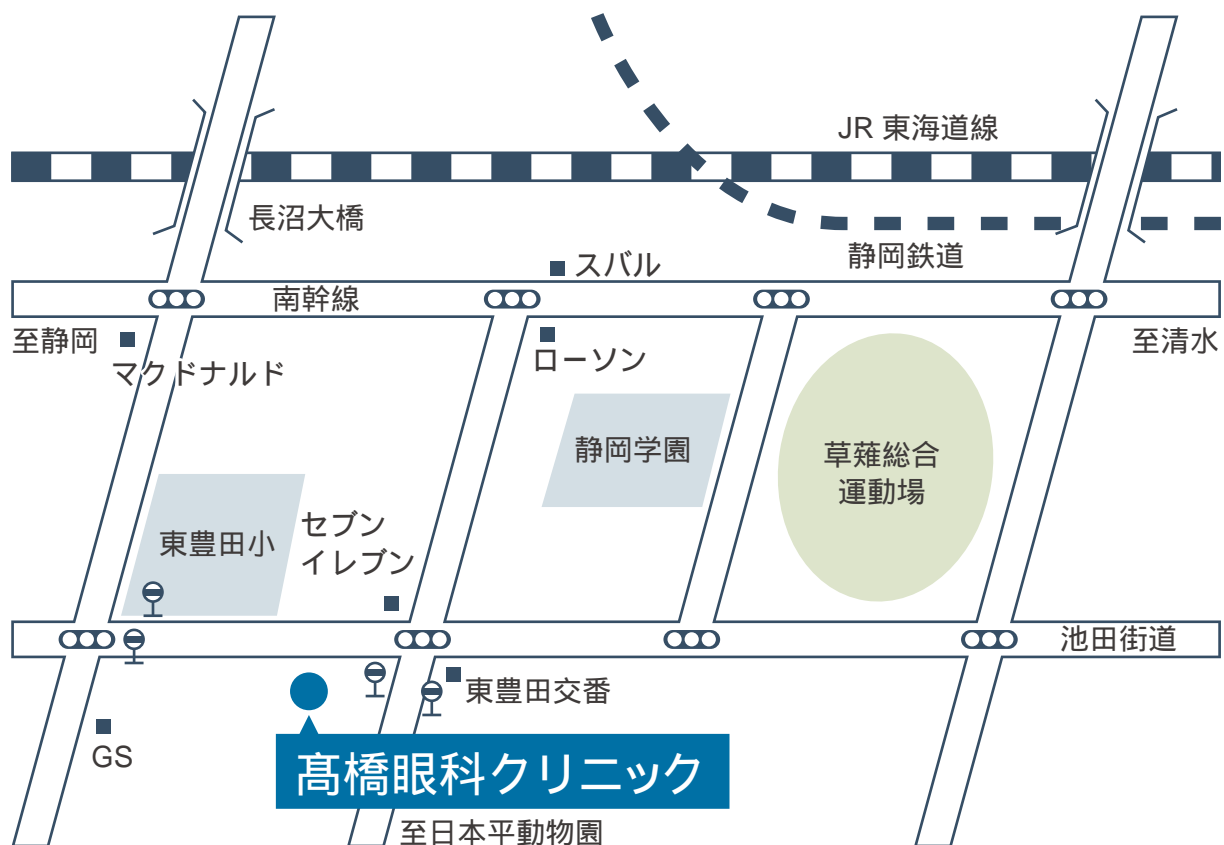 JR 東海道線
長沼大橋
静岡鉄道
スバル
南幹線
至静岡
マクドナルド
ローソン
至清水
静岡学園
草薙総合
運動場
東豊田小
セブン
イレブン
池田街道
東豊田交番
GS
髙橋眼科クリニック
至日本平動物園